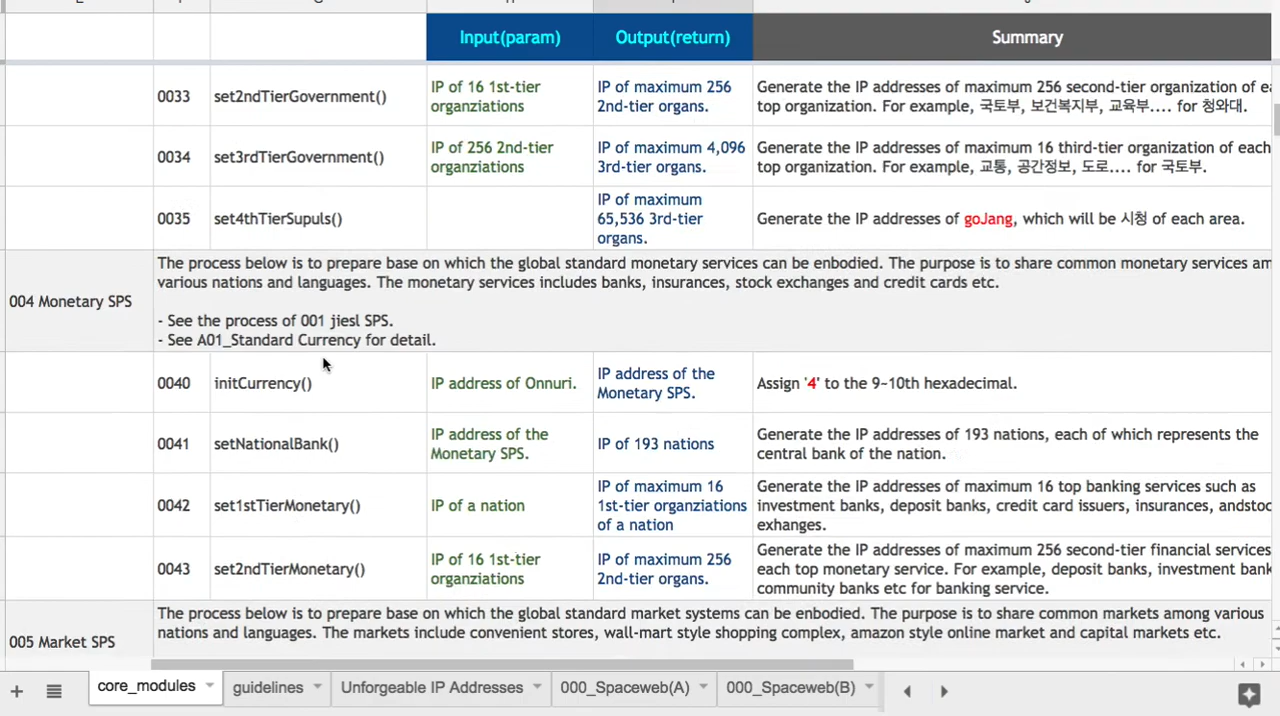 Input(param)
Output(return)
Summary
0033
set2ndTierGovernment()
IP of 16 1st-tier
organziations
IP of maximum 256
2nd-tier organs.
Generate the IP addresses of maximum 256 second-tier organization of ea
top organization. For example, 국토부, 보건복지부, 교육부.... for 청와대.
0034
set3rdTierGovernment()
IP of 256 2nd-tier
organziations
IP of maximum 4,096
3rd-tier organs.
Generate the IP addresses of maximum 16 third-tier organization of each
top organization. For example, 교통, 공간정보, 도로.... for 국토부.
0035
set4thTierSupuls()
IP of maximum
65,536 3rd-tier
organs.
Generate the IP addresses of goJang, which will be 시청 of each area.
004 Monetary SPS
The process below is to prepare base on which the global standard monetary services can be enbodied. The purpose is to share common monetary services am
various nations and languages. The monetary services includes banks, insurances, stock exchanges and credit cards etc.
- See the process of 001 jiesl SPS.
- See A01_Standard Currency for detail.
0040
initCurrency()
IP address of Onnuri.
IP address of the
Monetary SPS.
Assign '4' to the 9~10th hexadecimal.
0041
setNationalBank()
IP address of the
Monetary SPS.
IP of 193 nations
Generate the IP addresses of 193 nations, each of which represents the
central bank of the nation.
0042
set1stTierMonetary()
IP of a nation
IP of maximum 16
1st-tier organziations
of a nation
Generate the IP addresses of maximum 16 top banking services such as
investment banks, deposit banks, credit card issuers, insurances, andstoc
exhanges.
0043
set2ndTierMonetary()
IP of 16 1st-tier
organziations
IP of maximum 256
2nd-tier organs.
Generate the IP addresses of maximum 256 second-tier financial services
each top monetary service. For example, deposit banks, investment bank
community banks etc for banking service.
005 Market SPS
The process below is to prepare base on which the global standard market systems can be enbodied. The purpose is to share common markets among various
nations and languages. The markets include convenient stores, wall-mart style shopping complex, amazon style online market and capital markets etc.
core_modules
guidelines
Unforgeable IP Addresses
000_Spaceweb(A)
000_Spaceweb(B)